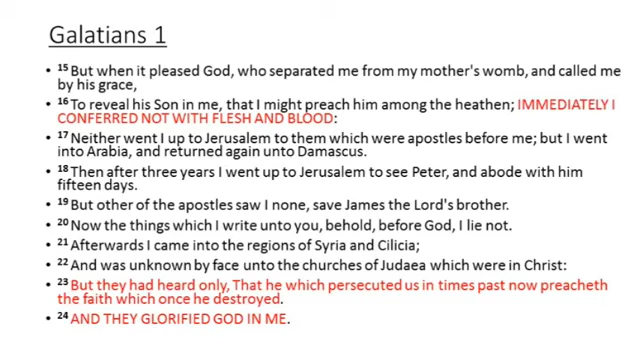 Galatians 1
• 15 But when it pleased God, who separated me from my mother's womb, and called me
by his grace,
• 16 To reveal his Son in me, that I might preach him among the heathen; IMMEDIATELY I
CONFERRED NOT WITH FLESH AND BLOOD:
• 17 Neither went I up to Jerusalem to them which were apostles before me; but I went
into Arabia, and returned again unto Damascus.
• 18 Then after three years I went up to Jerusalem to see Peter, and abode with him
fifteen days.
• 19 But other of the apostles saw I none, save James the Lord's brother.
• 20 Now the things which I write unto you, behold, before God, I lie not.
• 21 Afterwards I came into the regions of Syria and Cilicia;
• 22 And was unknown by face unto the churches of Judaea which were in Christ:
• 23 But they had heard only, That he which persecuted us in times past now preacheth
the faith which once he destroyed.
• 24 AND THEY GLORIFIED GOD IN ME.